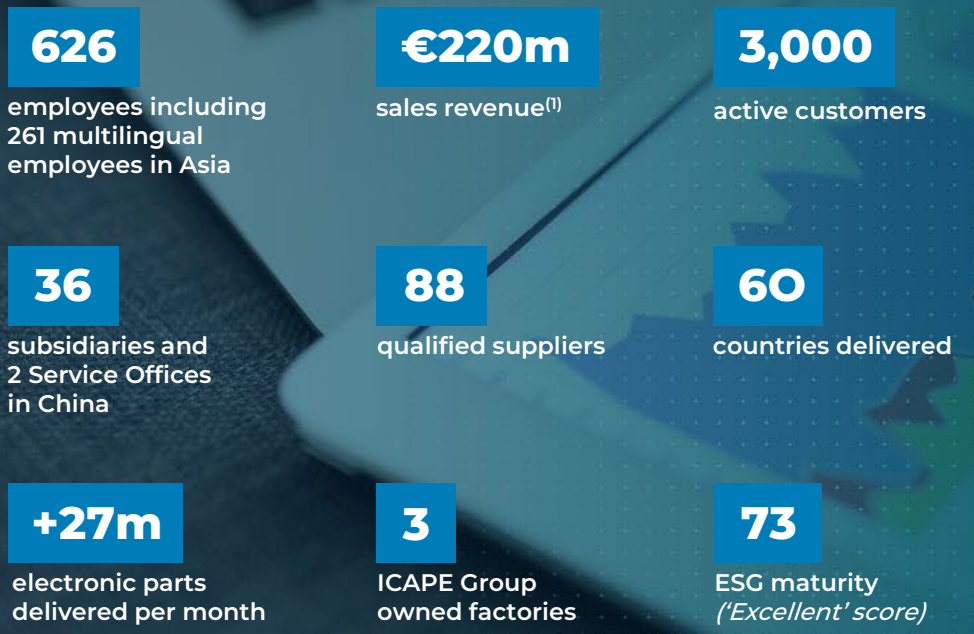 626
employees including
261 multilingual
employees in Asia
€220m
sales revenue(1)
3,000
active customers
36
subsidiaries and
2 Service Offices
in China
88
qualified suppliers
60
countries delivered
+27m
electronic parts
delivered per month
3
ICAPE Group
owned factories
73
ESG maturity
('Excellent' score)